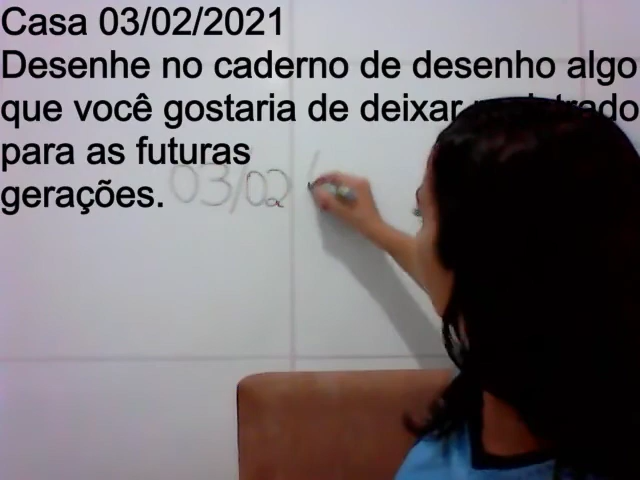 Casa 03/02/2021
Desenhe no caderno de desenho algo
que você gostaria de deixar registrado
para as futuras
gerações.
03/02/